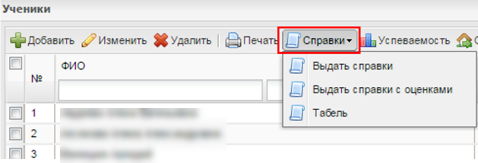 Ученики
Добавить Изменить Удалить Печать Справки Успеваемость
№ ФИО
Выдать справки
Выдать справки с оценками
Табель
1
2
3